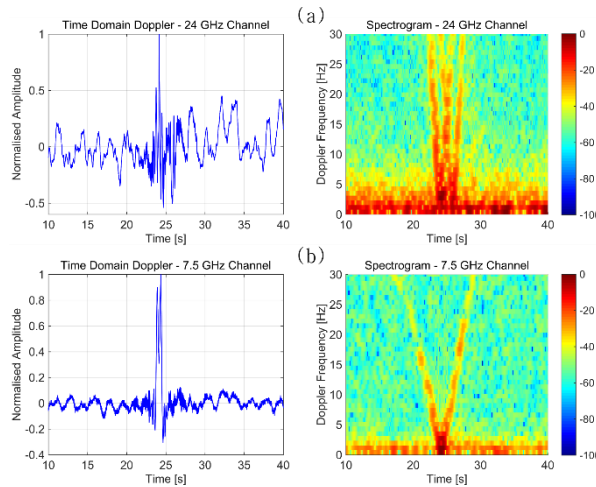 (a)
Time Domain Doppler - 24 GHz Channel
Normalised Amplitude
1
0.5
0
-0.5
10 15 20 25 30 35 40
Time [s]
Spectrogram - 24 GHz Channel
Doppler Frequency [Hz]
30
25
20
15
10
5
0
10 20 30 40
Time [s]
0
-20
-40
-60
-80
-100
(b)
Time Domain Doppler - 7.5 GHz Channel
Normalised Amplitude
1
0.8
0.6
0.4
0.2
0
-0.2
-0.4
10 15 20 25 30 35 40
Time [s]
Spectrogram - 7.5 GHz Channel
Doppler Frequency [Hz]
30
25
20
15
10
5
0
10 15 20 25 30 35 40
Time [s]
0
-20
-40
-60
-80
-100